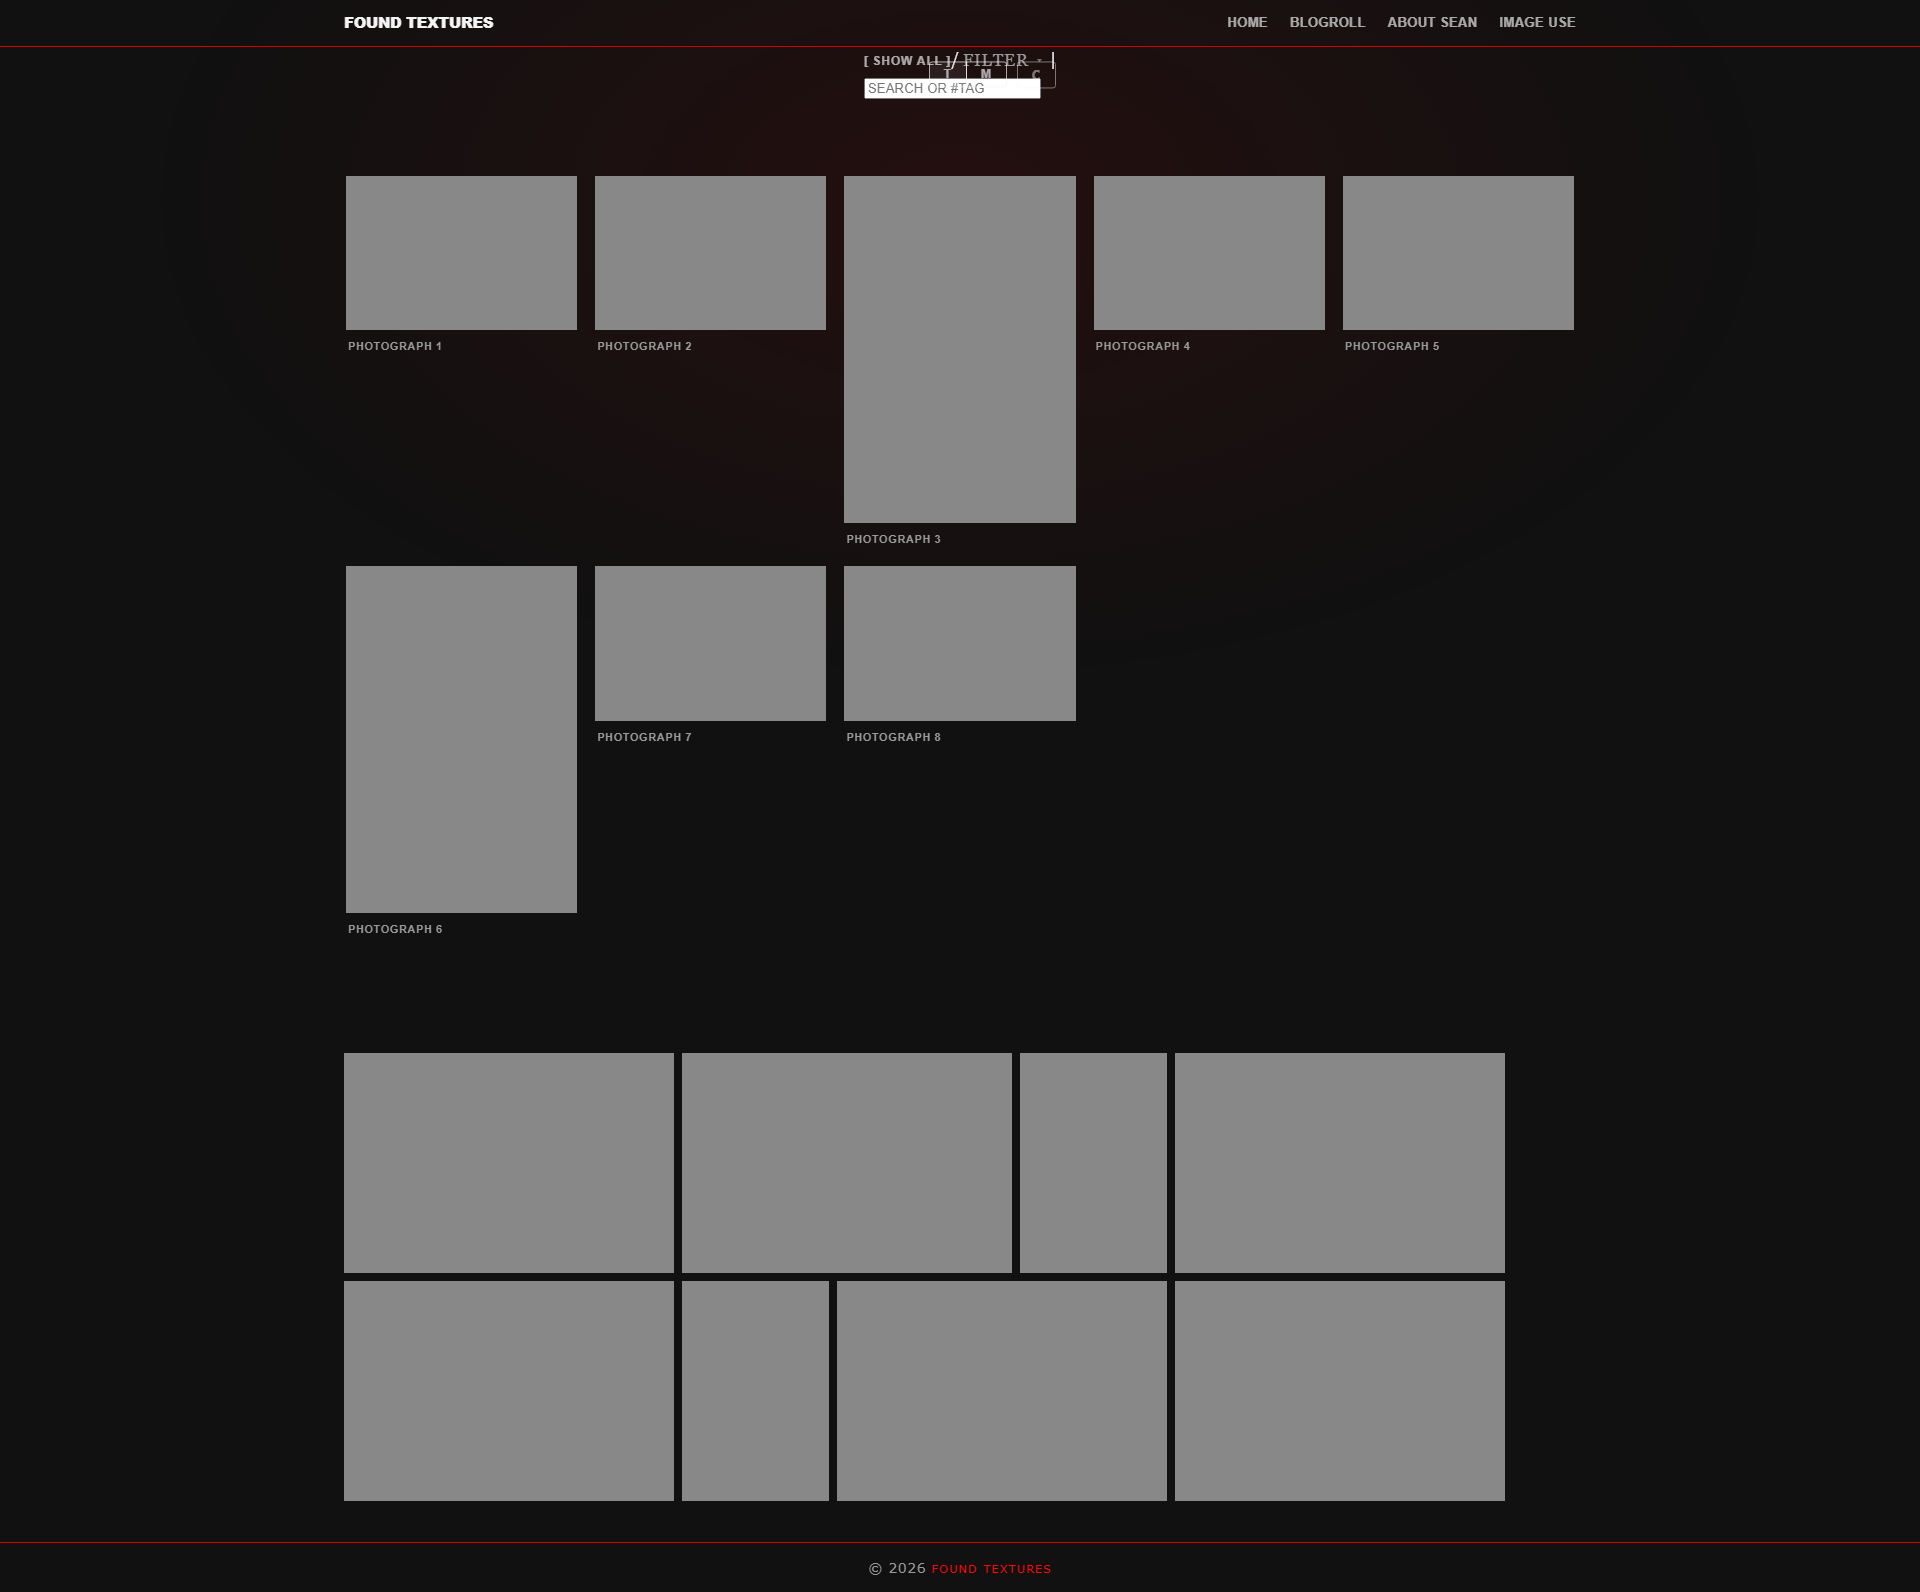 FOUND TEXTURES
HOME BLOGROLL ABOUT SEAN IMAGE USE
[ SHOW ALL ] / FILTER |
T M C
SEARCH OR #TAG
PHOTOGRAPH 1
PHOTOGRAPH 2
PHOTOGRAPH 4
PHOTOGRAPH 5
PHOTOGRAPH 3
PHOTOGRAPH 7
PHOTOGRAPH 8
PHOTOGRAPH 6
© 2026 FOUND TEXTURES